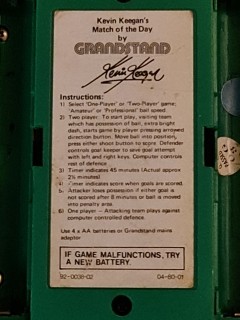 Kevin Keegan's
Match of the Day
by
GRANDSTAND
Kevin Keegan
Instructions:
1) Select 'One-Player' or 'Two-Player' game;
'Amateur' or 'Professional' ball speed
2) Two player: To start play, visiting team
which has possession of ball, extra bright
dash, starts game by player pressing arrowed
direction button. Move ball into position,
press either shoot button to score. Defender
controls goal keeper to save goal attempt
with left and right keys. Computer controls
rest of defence.
3) Timer indicates 45 minutes (Actual approx
2½ minutes)
4) Timer indicates score when goals are scored.
5) Attacker loses possession if either goal
not scored after 8 minutes or ball is moved
into penalty area.
6) One player — Attacking team plays against
computer controlled defence.
Use 4 x AA batteries or Grandstand mains
adaptor
IF GAME MALFUNCTIONS, TRY
A NEW BATTERY.
92-0038-02 04-80-01